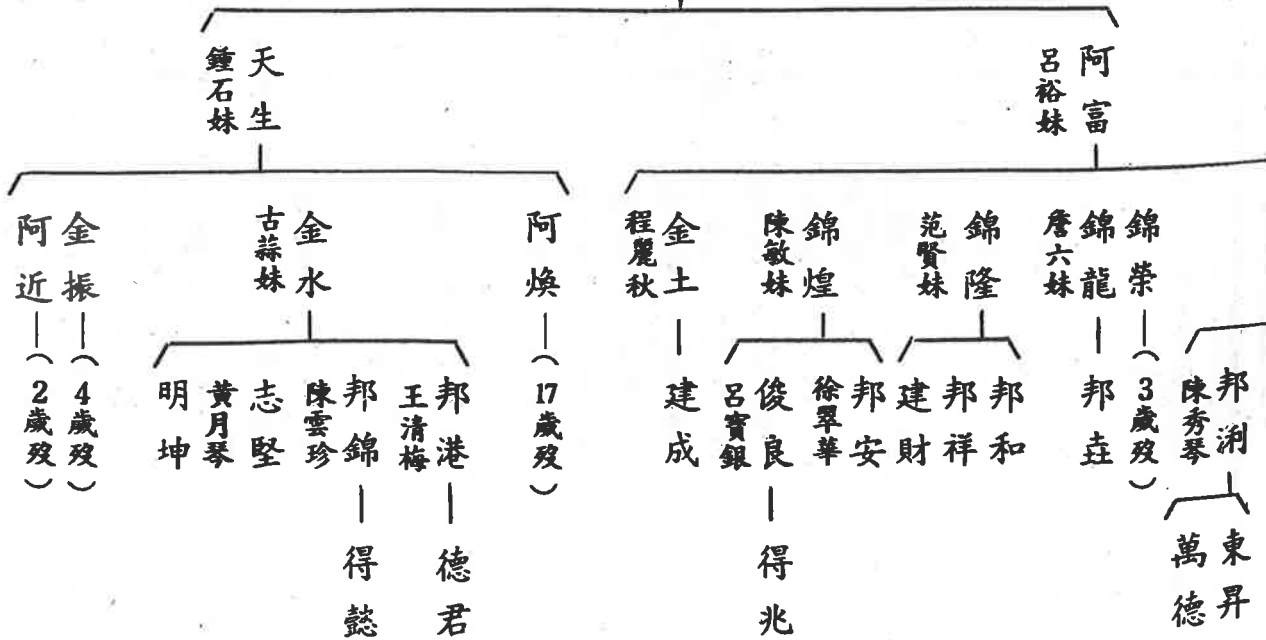 阿富
呂裕妹
天生
鍾石妹
錦榮
(3歲歿)
錦龍
詹六妹
錦隆
范賢妹
錦煌
陳敏妹
金土
程麗秋
阿煥
(17歲歿)
金水
古蒜妹
金振
(4歲歿)
阿近
(2歲歿)
邦浰
陳秀琴
邦垚
邦和
邦祥
建財
邦安
徐翠華
俊良
呂寶銀
建成
邦港
王清梅
邦錦
陳雲珍
志堅
黃月琴
明坤
東昇
萬德
得兆
德君
得懿